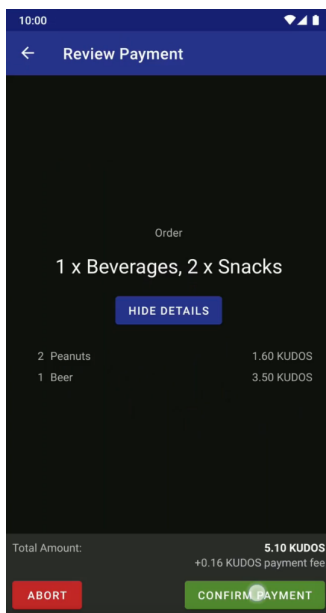 10:00
Review Payment
Order
1 x Beverages, 2 x Snacks
HIDE DETAILS
2 Peanuts 1.60 KUDOS
1 Beer 3.50 KUDOS
Total Amount: 5.10 KUDOS
+0.16 KUDOS payment fee
ABORT CONFIRM PAYMENT